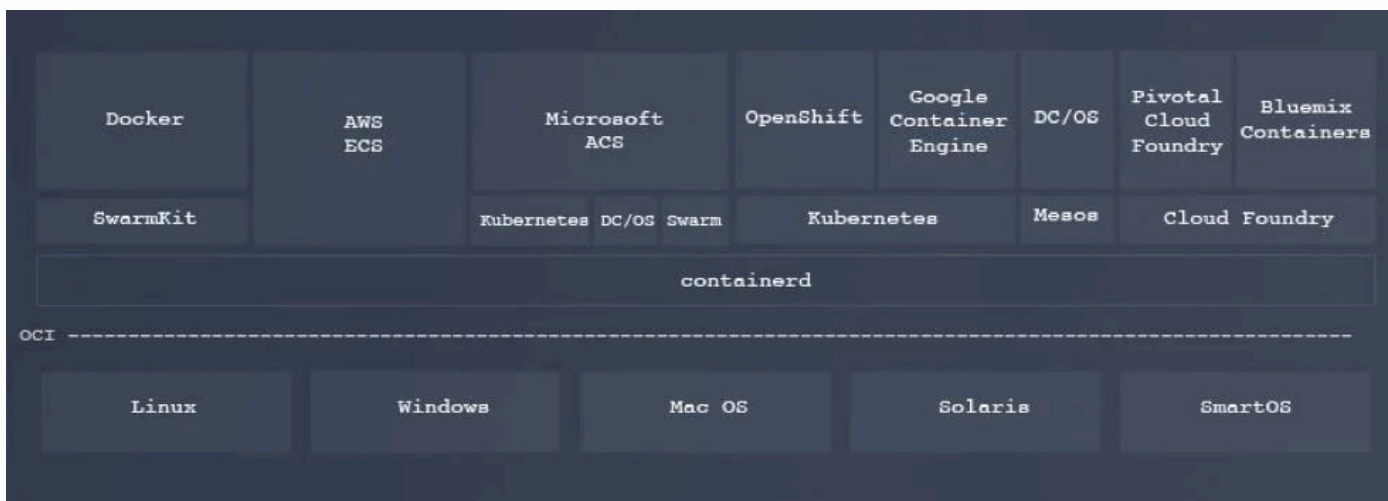 Docker
AWS
ECS
Microsoft
ACS
OpenShift
Google
Container
Engine
DC/OS
Pivotal
Cloud
Foundry
Bluemix
Containers
SwarmKit
Kubernetes
DC/OS
Swarm
Kubernetes
Mesos
Cloud Foundry
containerd
OCI
Linux
Windows
Mac OS
Solaris
SmartOS